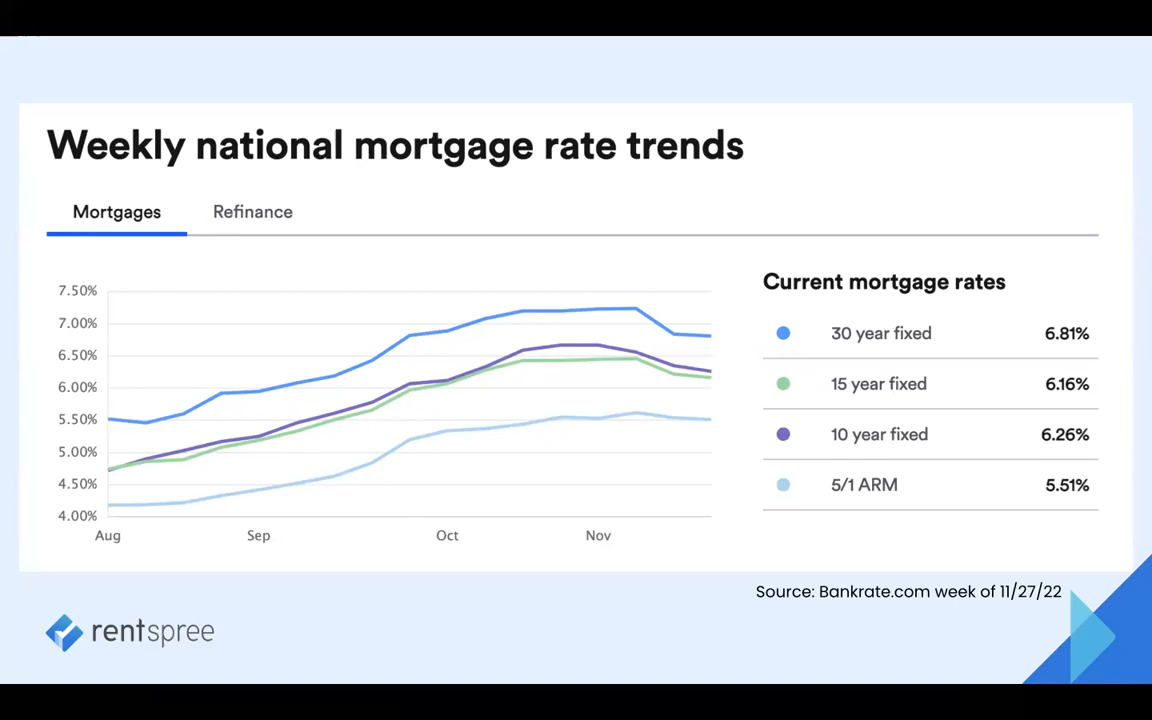 Weekly national mortgage rate trends
Mortgages Refinance
7.50%
7.00%
6.50%
6.00%
5.50%
5.00%
4.50%
4.00%
Aug Sep Oct Nov
Current mortgage rates
30 year fixed 6.81%
15 year fixed 6.16%
10 year fixed 6.26%
5/1 ARM 5.51%
Source: Bankrate.com week of 11/27/22
rentspree